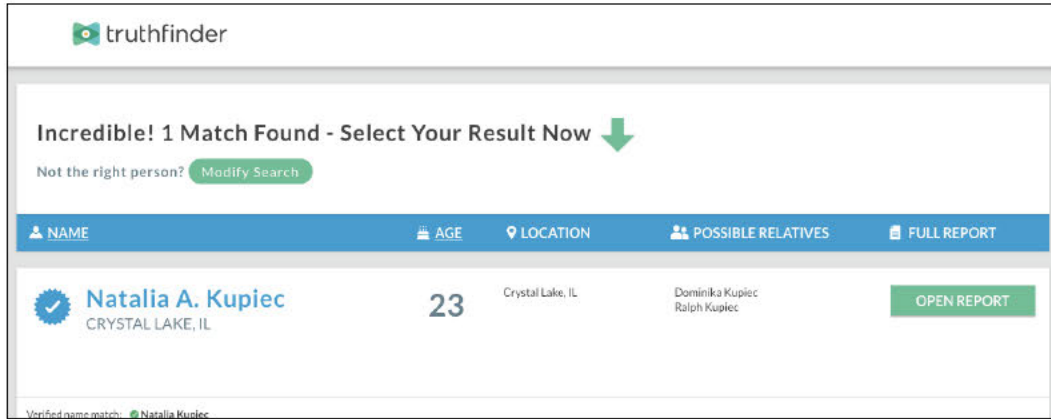 truthfinder
Incredible! 1 Match Found - Select Your Result Now
Not the right person? Modify Search
NAME AGE LOCATION POSSIBLE RELATIVES FULL REPORT
Natalia A. Kupiec 23 Crystal Lake, IL Dominika Kupiec OPEN REPORT
CRYSTAL LAKE, IL Ralph Kupiec
Verified name match: Natalia Kupiec